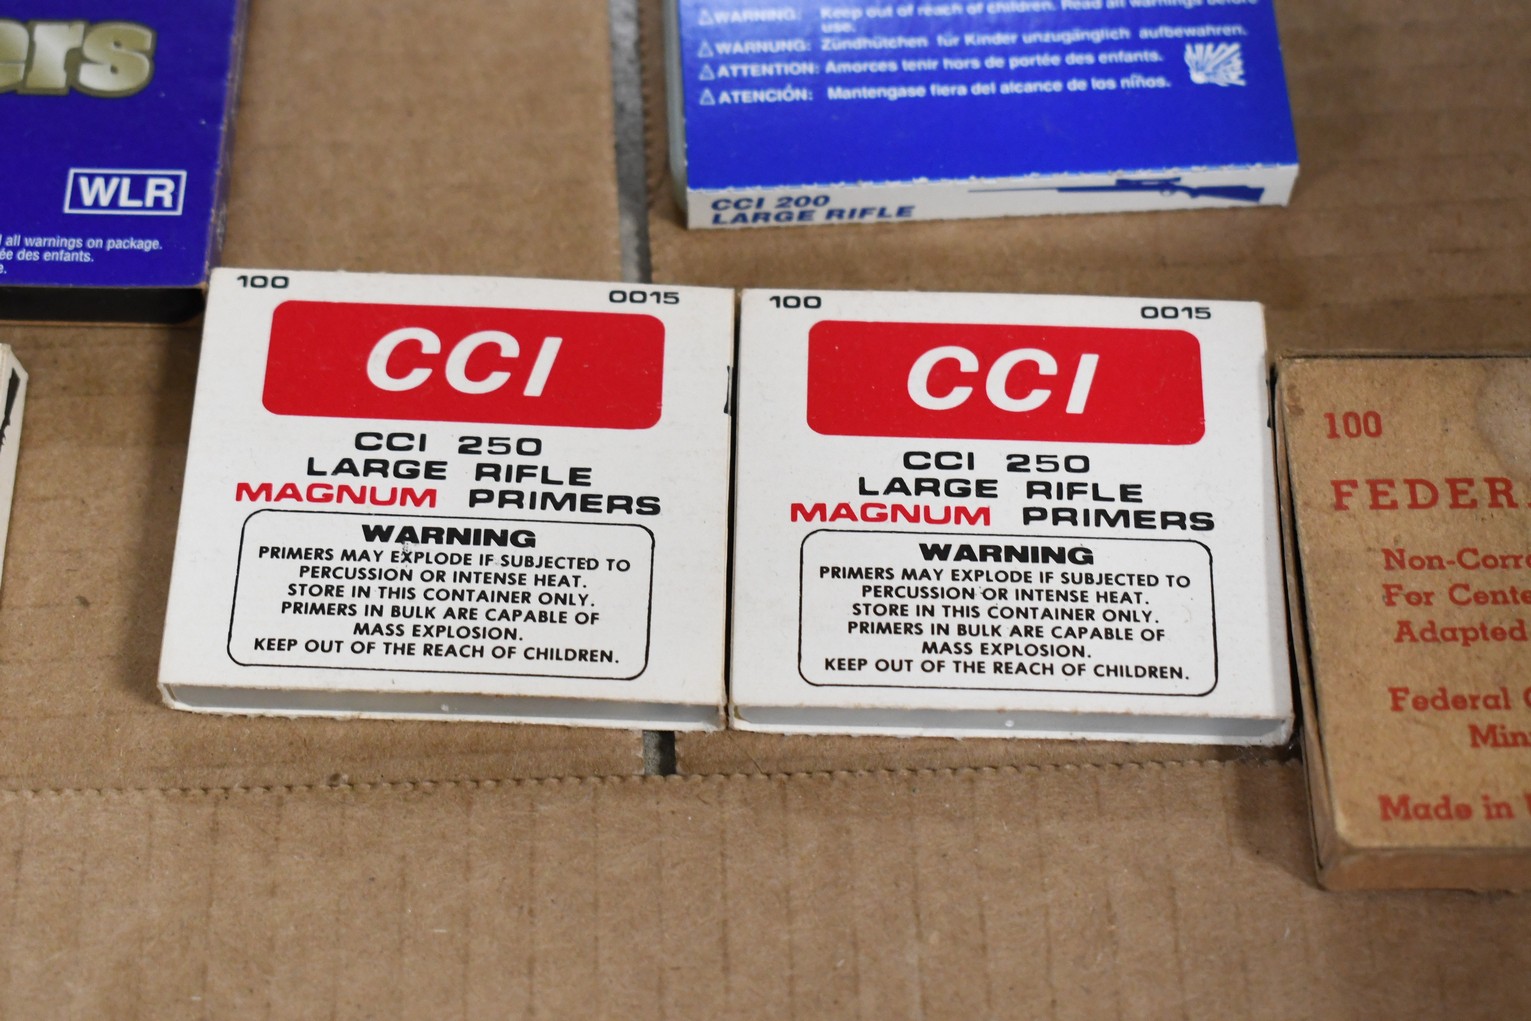 ers
WLR
all warnings on package.
ée des enfants.
e.
WARNING: Keep out of reach of children. Read all warnings before
use.
WARNUNG: Zündhütchen für Kinder unzugänglich aufbewahren.
ATTENTION: Amorces tenir hors de portée des enfants.
ATENCIÓN: Mantengase fiera del alcance de los niños.
CCI 200
LARGE RIFLE
100
0015
CCI
CCI 250
LARGE RIFLE
MAGNUM PRIMERS
WARNING
PRIMERS MAY EXPLODE IF SUBJECTED TO
PERCUSSION OR INTENSE HEAT.
STORE IN THIS CONTAINER ONLY.
PRIMERS IN BULK ARE CAPABLE OF
MASS EXPLOSION.
KEEP OUT OF THE REACH OF CHILDREN.
100
0015
CCI
CCI 250
LARGE RIFLE
MAGNUM PRIMERS
WARNING
PRIMERS MAY EXPLODE IF SUBJECTED TO
PERCUSSION OR INTENSE HEAT.
STORE IN THIS CONTAINER ONLY.
PRIMERS IN BULK ARE CAPABLE OF
MASS EXPLOSION.
KEEP OUT OF THE REACH OF CHILDREN.
100
FEDER
Non-Corro
For Cente
Adapted
Federal
Min
Made in